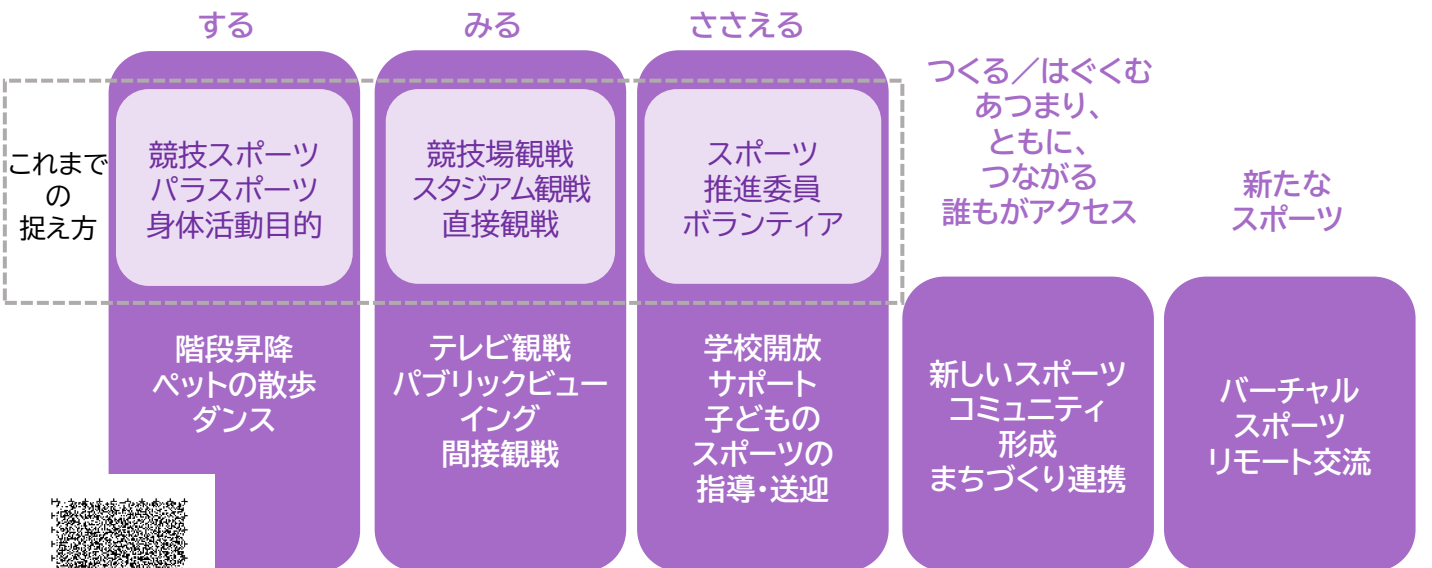 する
みる
ささえる
つくる／はぐくむ
あつまり、
ともに、
つながる
誰もがアクセス
新たな
スポーツ
これまで
の
捉え方
競技スポーツ
パラスポーツ
身体活動目的
競技場観戦
スタジアム観戦
直接観戦
スポーツ
推進委員
ボランティア
階段昇降
ペットの散歩
ダンス
テレビ観戦
パブリックビュー
イング
間接観戦
学校開放
サポート
子どもの
スポーツの
指導・送迎
新しいスポーツ
コミュニティ
形成
まちづくり連携
バーチャル
スポーツ
リモート交流